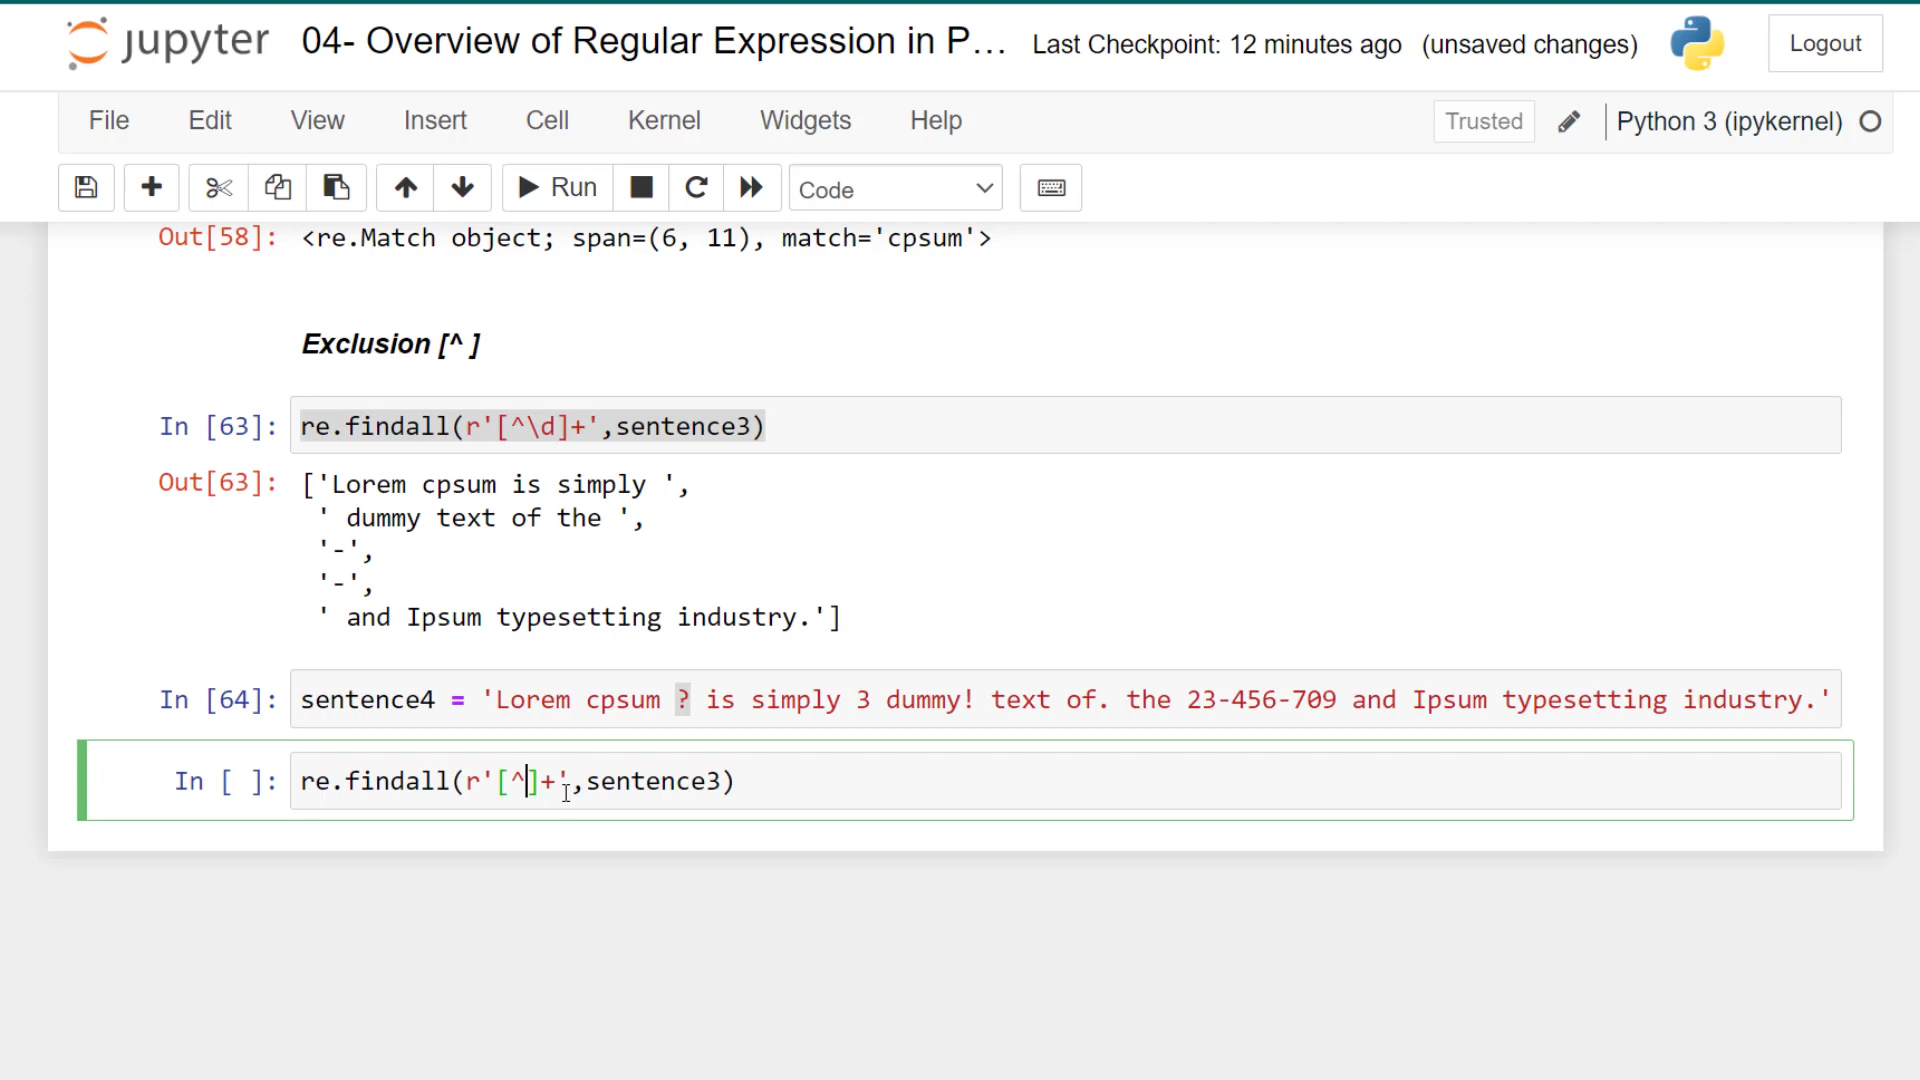 jupyter 04- Overview of Regular Expression in P... Last Checkpoint: 12 minutes ago (unsaved changes) Logout
File Edit View Insert Cell Kernel Widgets Help Trusted Python 3 (ipykernel)
Run Code
Out[58]: <re.Match object; span=(6, 11), match='cpsum'>
Exclusion [^ ]
In [63]: re.findall(r'[^\d]+',sentence3)
Out[63]: ['Lorem cpsum is simply ',
' dummy text of the ',
'-',
'-',
' and Ipsum typesetting industry.']
In [64]: sentence4 = 'Lorem cpsum ? is simply 3 dummy! text of. the 23-456-709 and Ipsum typesetting industry.'
In [ ]: re.findall(r'[^]+',sentence3)